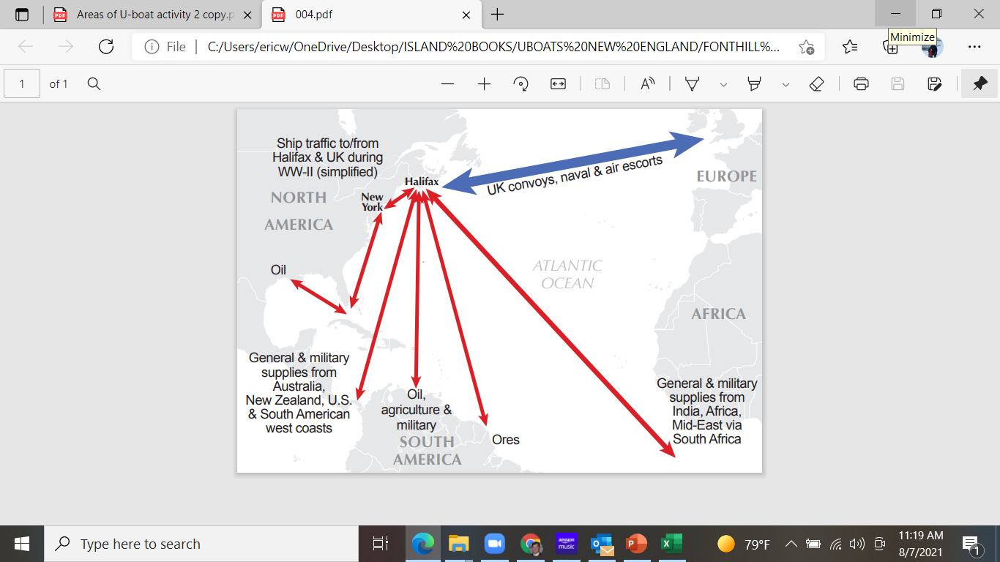 Areas of U-boat activity 2 copy.p
004.pdf
Minimize
File
C:/Users/ericw/OneDrive/Desktop/ISLAND%20BOOKS/UBOATS%20NEW%20ENGLAND/FONTHILL%...
1
of 1
Ship traffic to/from
Halifax & UK during
WW-II (simplified)
Halifax
UK convoys, naval & air escorts
EUROPE
NORTH
AMERICA
New
York
ATLANTIC
OCEAN
Oil
AFRICA
General & military
supplies from
Australia,
New Zealand, U.S.
& South American
west coasts
Oil,
agriculture &
military
SOUTH
AMERICA
Ores
General & military
supplies from
India, Africa,
Mid-East via
South Africa
Type here to search
amazon
music
79°F
11:19 AM
8/7/2021
1